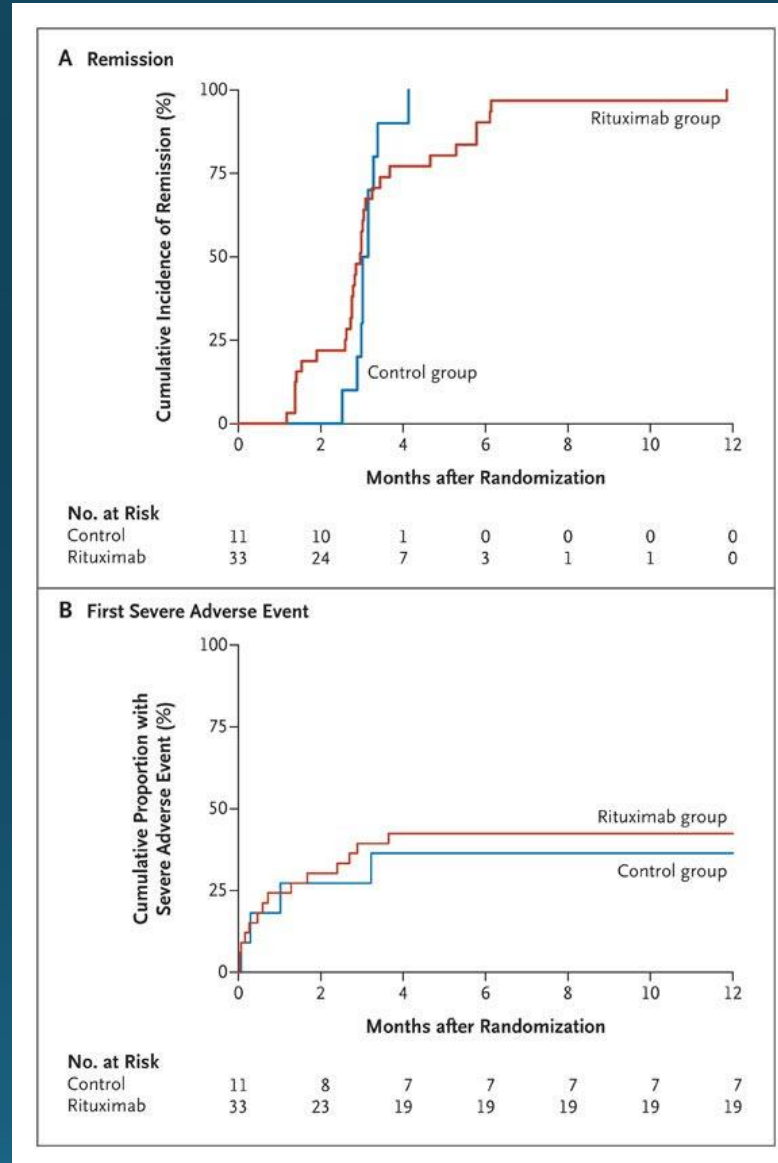 A Remission
Cumulative Incidence of Remission (%)
100
75
50
25
0
Rituximab group
Control group
0 2 4 6 8 10 12
Months after Randomization
No. at Risk
Control 11 10 1 0 0 0 0
Rituximab 33 24 7 3 1 1 0
B First Severe Adverse Event
Cumulative Proportion with
Severe Adverse Event (%)
100
75
50
25
0
Rituximab group
Control group
0 2 4 6 8 10 12
Months after Randomization
No. at Risk
Control 11 8 7 7 7 7 7
Rituximab 33 23 19 19 19 19 19